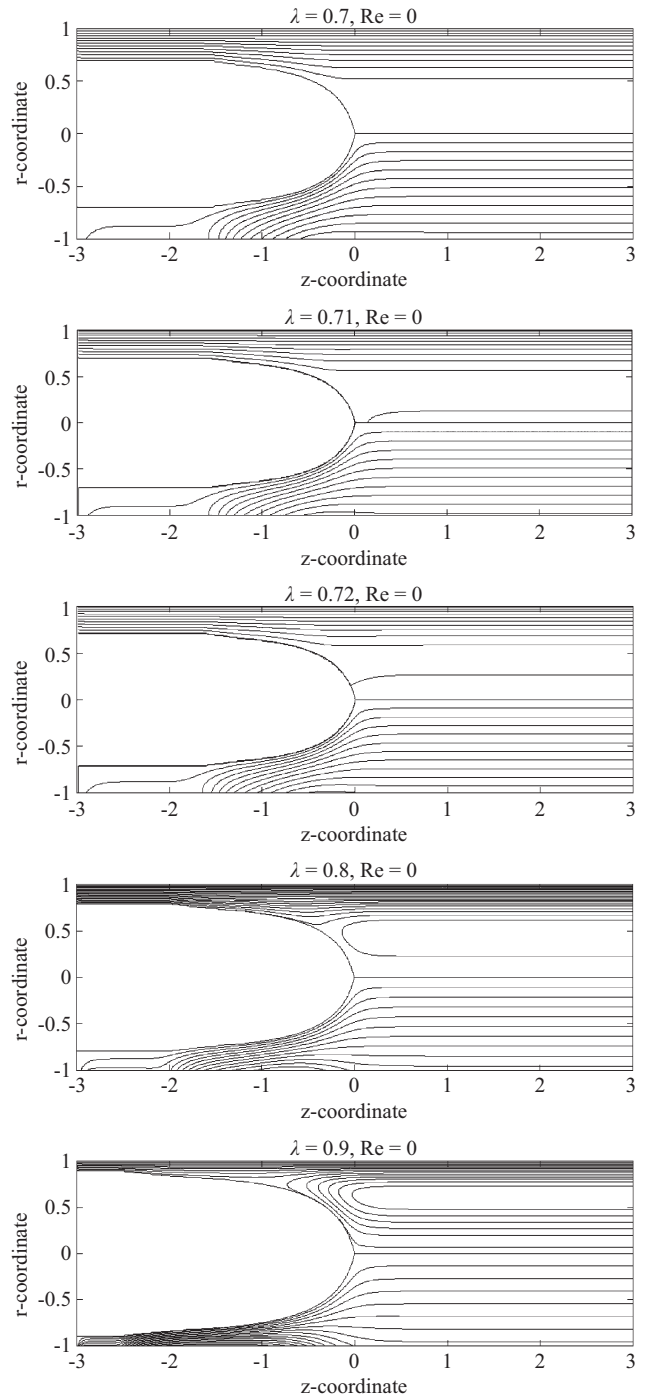 λ = 0.7, Re = 0
1
0.5
0
-0.5
-1
r-coordinate
-3 -2 -1 0 1 2 3
z-coordinate
λ = 0.71, Re = 0
1
0.5
0
-0.5
-1
r-coordinate
-3 -2 -1 0 1 2 3
z-coordinate
λ = 0.72, Re = 0
1
0.5
0
-0.5
-1
r-coordinate
-3 -2 -1 0 1 2 3
z-coordinate
λ = 0.8, Re = 0
1
0.5
0
-0.5
-1
r-coordinate
-3 -2 -1 0 1 2 3
z-coordinate
λ = 0.9, Re = 0
1
0.5
0
-0.5
-1
r-coordinate
-3 -2 -1 0 1 2 3
z-coordinate